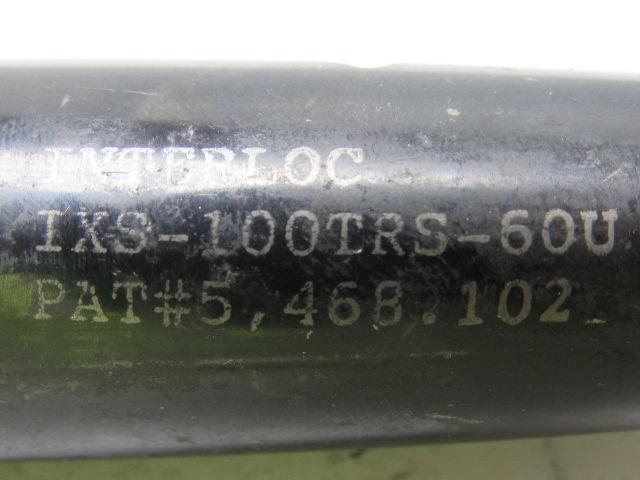 INTERLOC
IXS-100TRS-60U
PAT#5,468.102